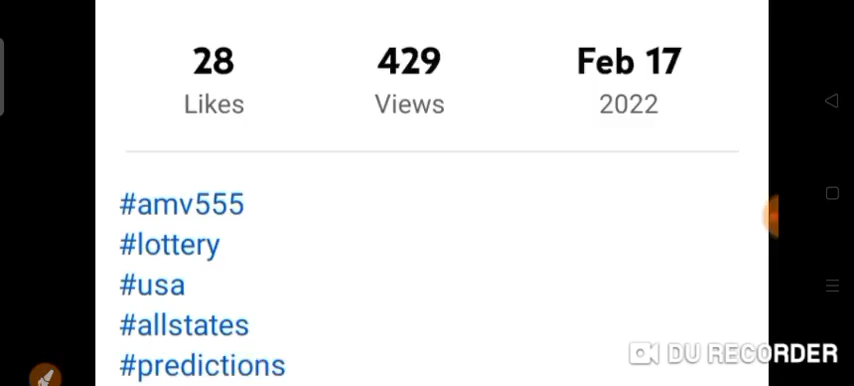 28 429 Feb 17
Likes Views 2022
#amv555
#lottery
#usa
#allstates
#predictions
DU RECORDER